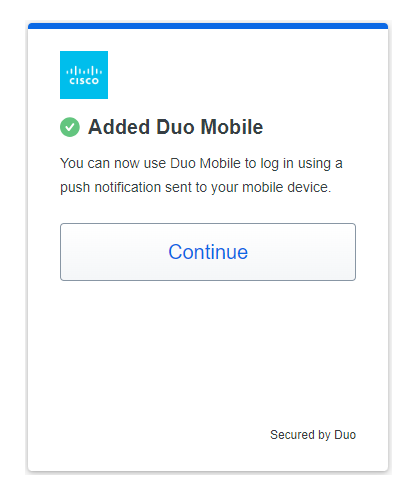 CISCO
Added Duo Mobile
You can now use Duo Mobile to log in using a
push notification sent to your mobile device.
Continue
Secured by Duo